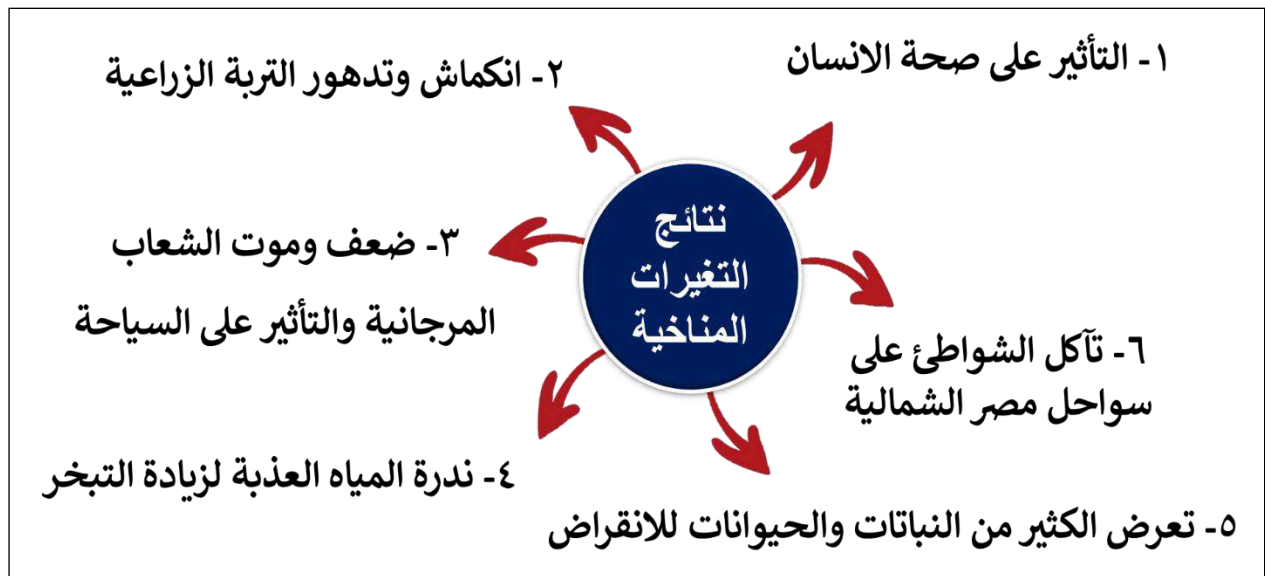 نتائج
التغيرات
المناخية
١- التأثير على صحة الانسان
٢- انكماش وتدهور التربة الزراعية
٣- ضعف وموت الشعاب
المرجانية والتأثير على السياحة
٤- ندرة المياه العذبة لزيادة التبخر
٥- تعرض الكثير من النباتات والحيوانات للانقراض
٦- تآكل الشواطئ على
سواحل مصر الشمالية